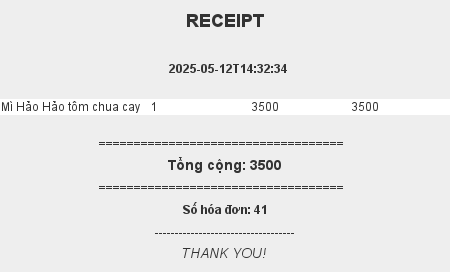 RECEIPT
2025-05-12T14:32:34
Mì Hảo Hảo tôm chua cay 1 3500 3500
===================================
Tổng cộng: 3500
===================================
Số hóa đơn: 41
-----------------------------------
THANK YOU!